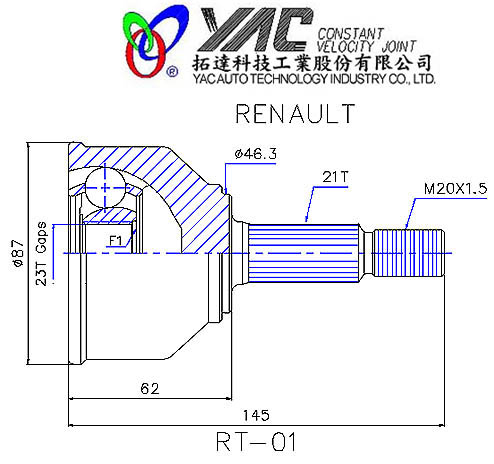 YAC CONSTANT
VELOCITY JOINT
拓達科技工業股份有限公司
YAC AUTO TECHNOLOGY INDUSTRY CO., LTD.
®
®
RENAULT
ø46.3
21T
M20X1.5
ø87
23T Gaps
F1
62
145
RT-01